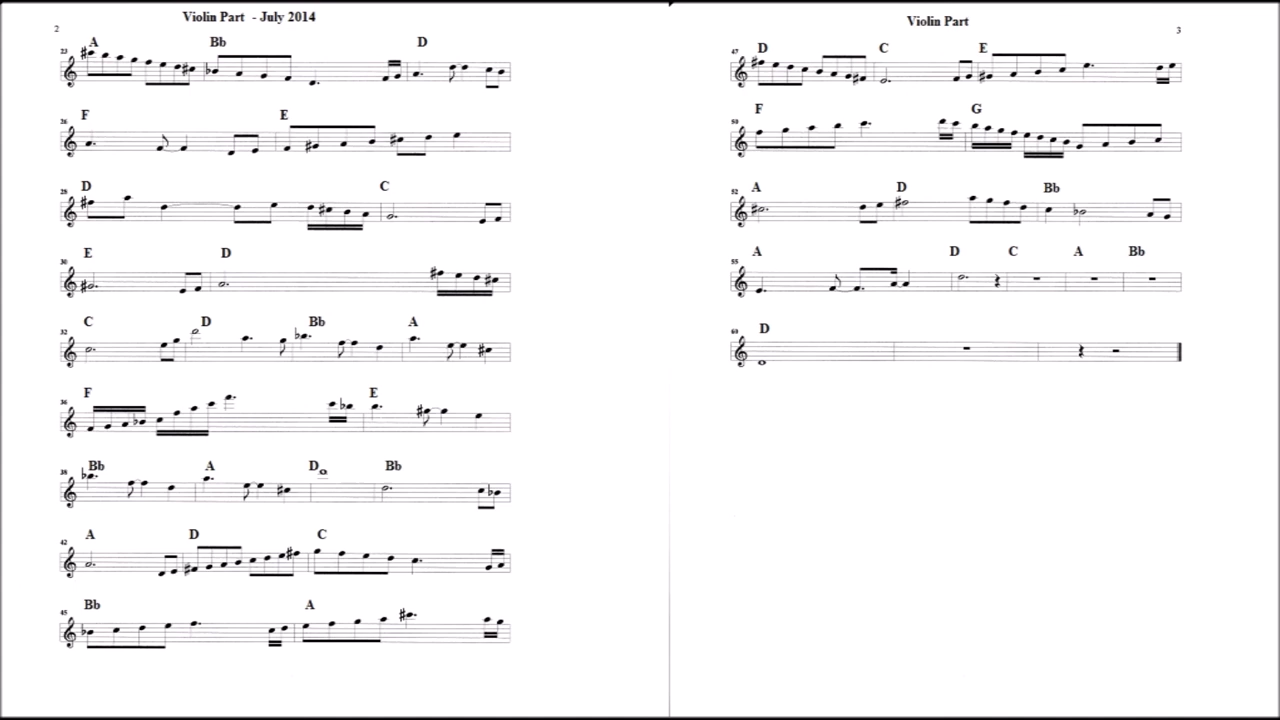 Violin Part - July 2014
2
23 A Bb D
26 F E
28 D C
30 E D
32 C D Bb A
36 F E
38 Bb A D Bb
42 A D C
45 Bb A
Violin Part
3
47 D C E
50 F G
52 A D Bb
55 A D C A Bb
60 D